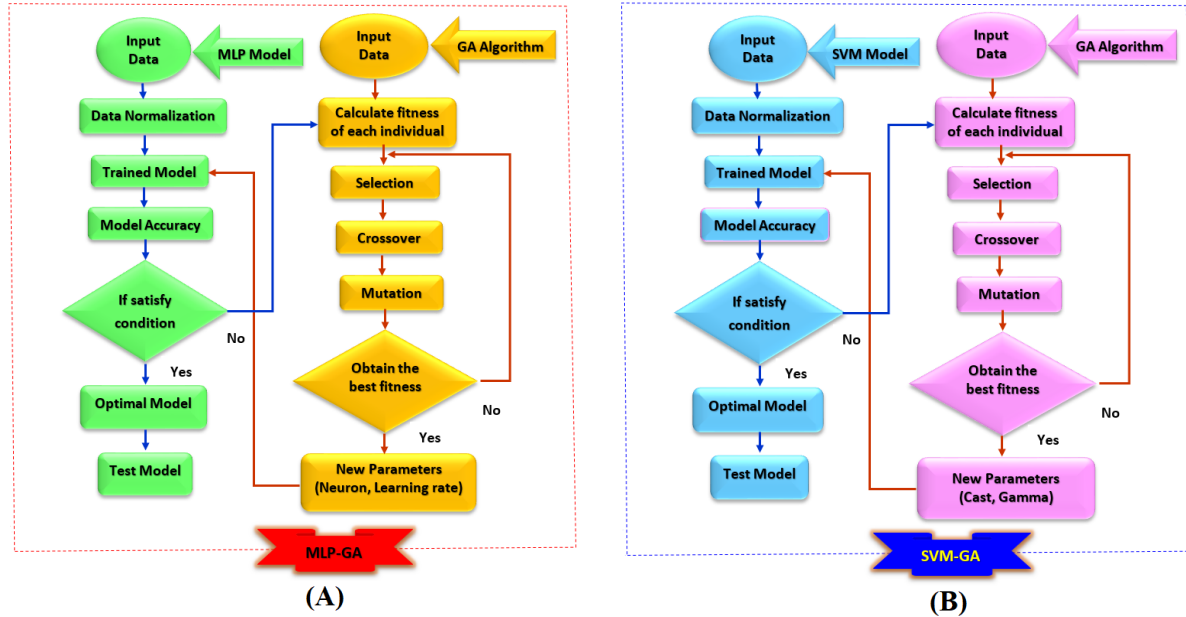 Input
Data
MLP Model
Data Normalization
Trained Model
Model Accuracy
If satisfy
condition
No
Yes
Optimal Model
Test Model
Input
Data
GA Algorithm
Calculate fitness
of each individual
Selection
Crossover
Mutation
Obtain the
best fitness
No
Yes
New Parameters
(Neuron, Learning rate)
MLP-GA
(A)
Input
Data
SVM Model
Data Normalization
Trained Model
Model Accuracy
If satisfy
condition
No
Yes
Optimal Model
Test Model
Input
Data
GA Algorithm
Calculate fitness
of each individual
Selection
Crossover
Mutation
Obtain the
best fitness
No
Yes
New Parameters
(Cast, Gamma)
SVM-GA
(B)